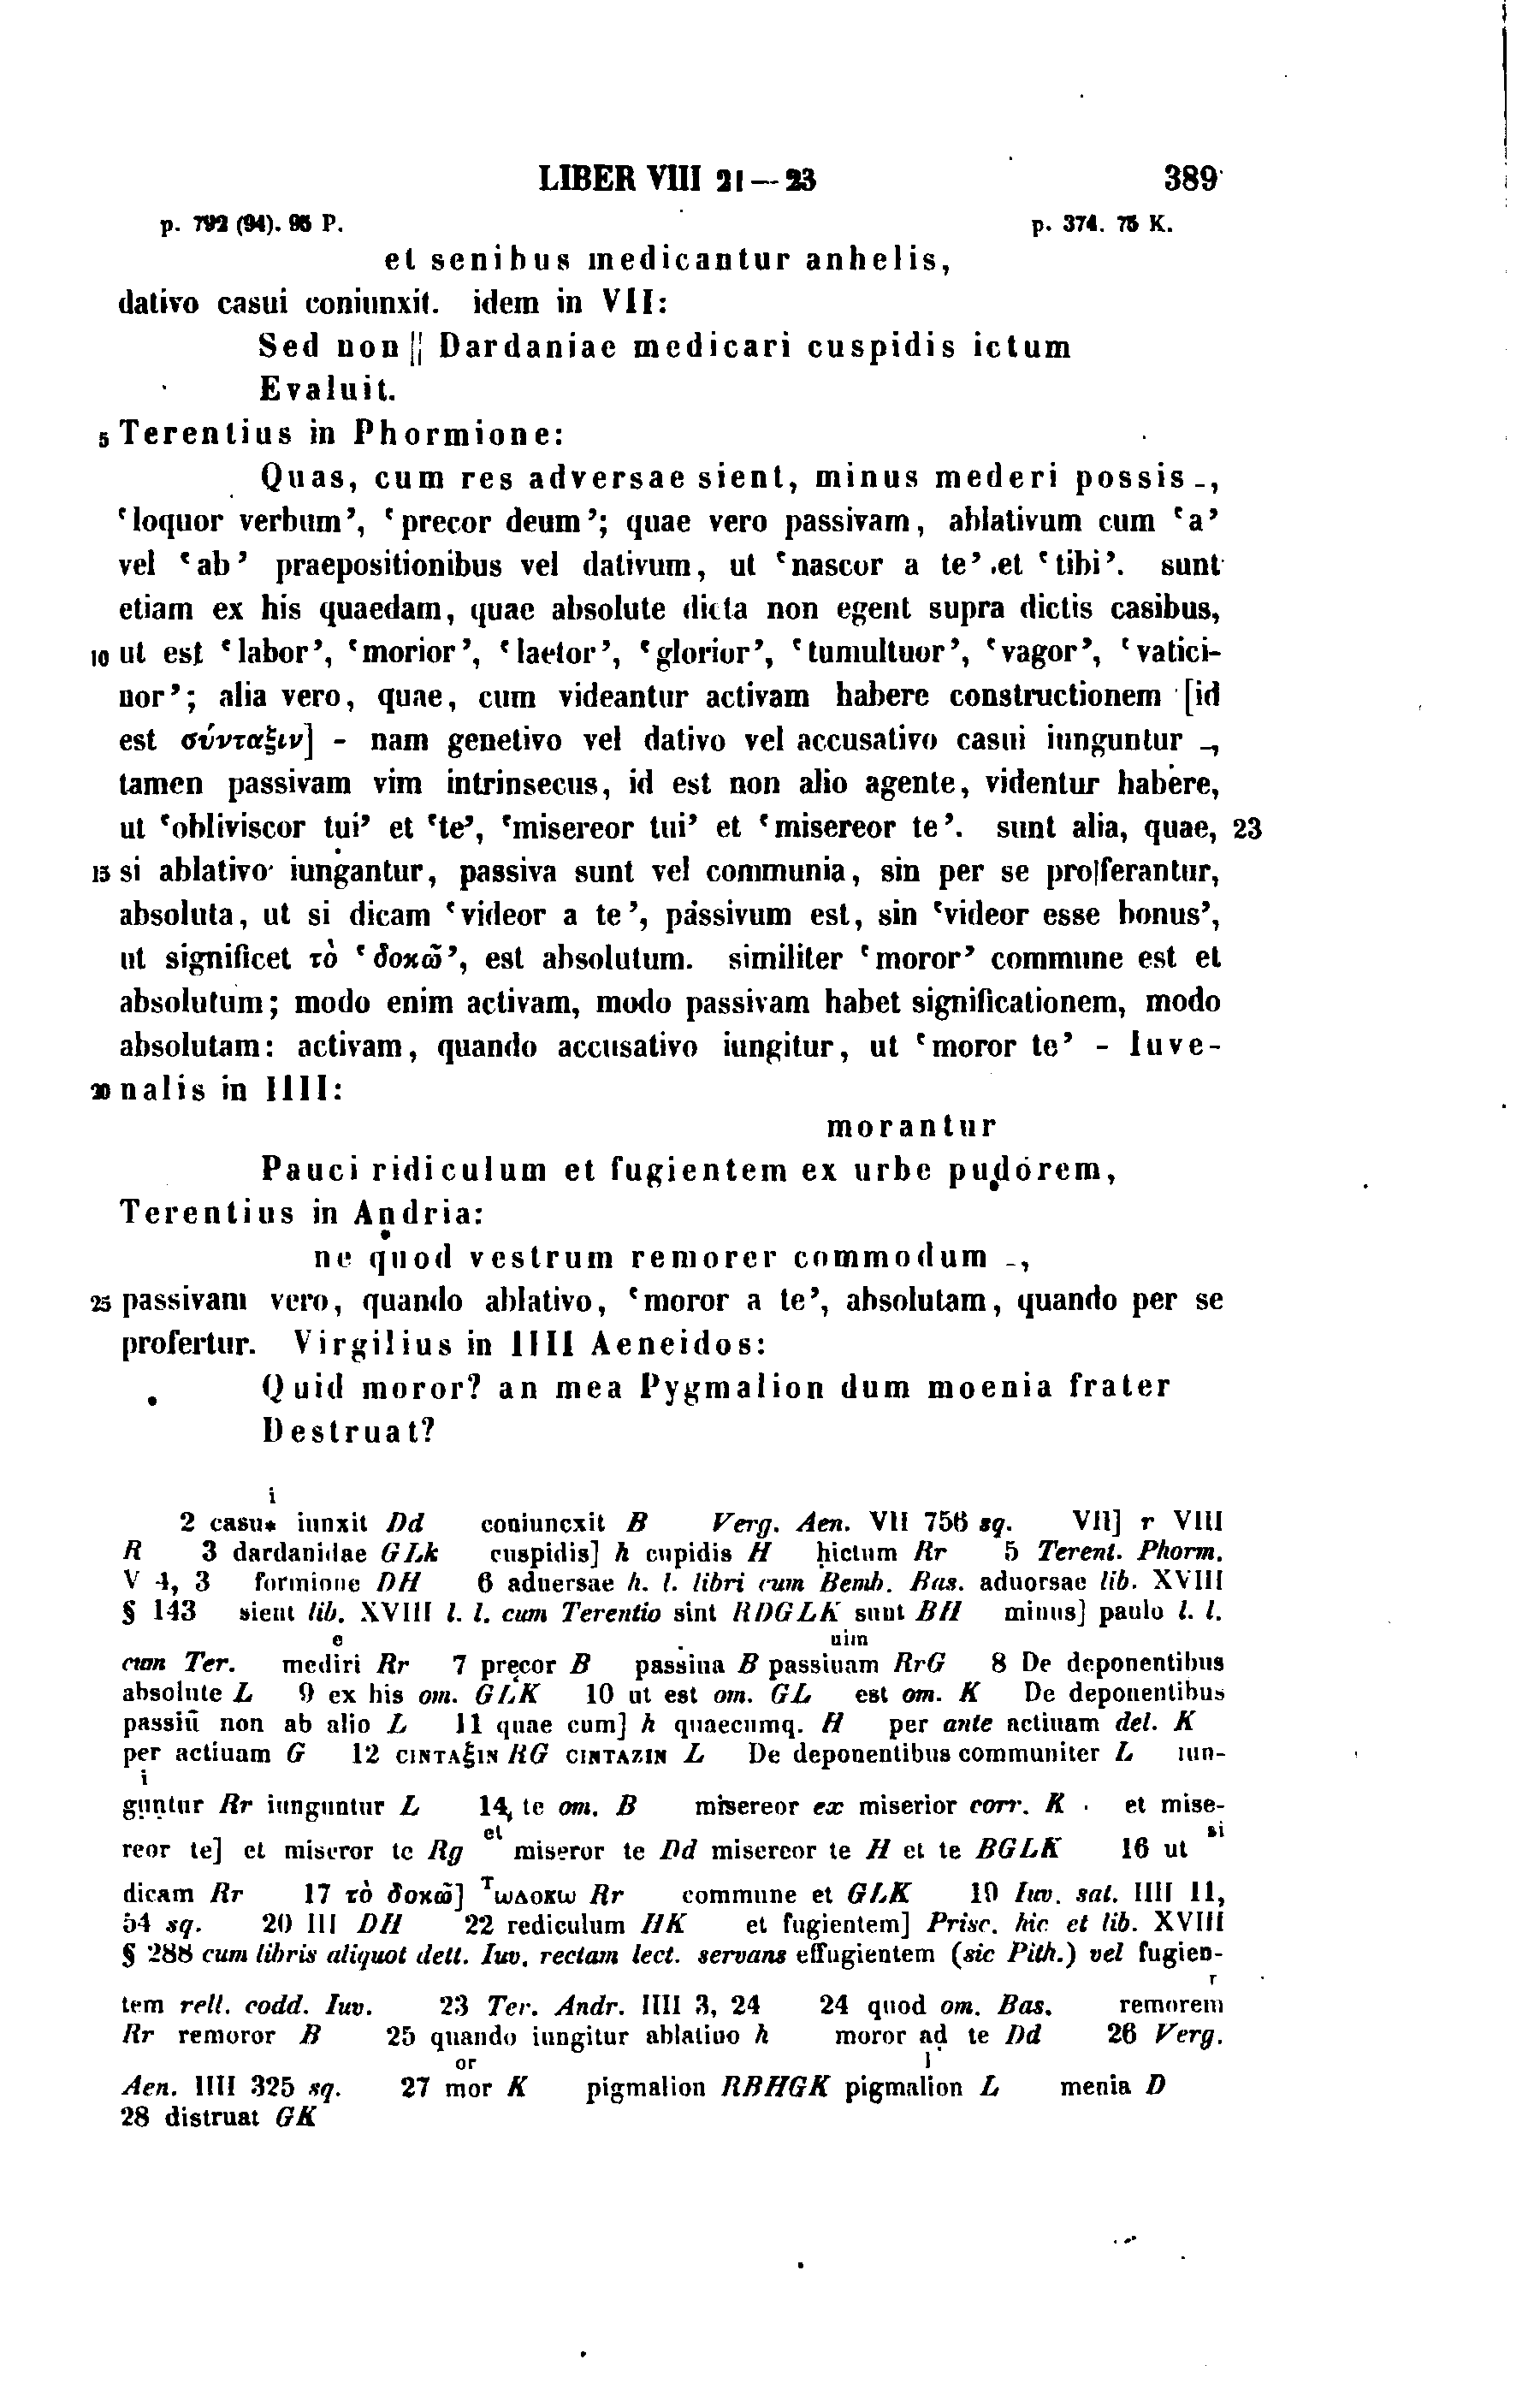 LIBER VIII 21—23 389
p. 792 (94). 95 P. p. 374. 75 K.
et senibus medicantur anhelis,
dativo casui coniunxit. idem in VII:
Sed non || Dardaniae medicari cuspidis ictum
Evaluit.
5 Terentius in Phormione:
Quas, cum res adversae sient, minus mederi possis -,
‘loquor verbum’, ‘precor deum’; quae vero passivam, ablativum cum ‘a’
vel ‘ab’ praepositionibus vel dativum, ut ‘nascor a te’ et ‘tibi’. sunt
etiam ex his quaedam, quae absolute dicta non egent supra dictis casibus,
10 ut est ‘labor’, ‘morior’, ‘laetor’, ‘glorior’, ‘tumultuor’, ‘vagor’, ‘vatici-
nor’; alia vero, quae, cum videantur activam habere constructionem [id
est σύνταξιν] - nam genetivo vel dativo vel accusativo casui iunguntur -,
tamen passivam vim intrinsecus, id est non alio agente, videntur habere,
ut ‘obliviscor tui’ et ‘te’, ‘misereor tui’ et ‘misereor te’. sunt alia, quae, 23
15 si ablativo iungantur, passiva sunt vel communia, sin per se pro|ferantur,
absoluta, ut si dicam ‘videor a te’, passivum est, sin ‘videor esse bonus’,
ut significet τὸ ‘δοκῶ’, est absolutum. similiter ‘moror’ commune est et
absolutum; modo enim activam, modo passivam habet significationem, modo
absolutam: activam, quando accusativo iungitur, ut ‘moror te’ - Iuve-
20 nalis in IIII:
morantur
Pauci ridiculum et fugientem ex urbe pudorem,
Terentius in Andria:
ne quod vestrum remorer commodum -,
25 passivam vero, quando ablativo, ‘moror a te’, absolutam, quando per se
profertur. Virgilius in IIII Aeneidos:
Quid moror? an mea Pygmalion dum moenia frater
Destruat?
i
2 casu* iunxit Dd coniuncxit B Verg. Aen. VII 756 sq. VII] r VIII
R 3 dardanidae GLk cuspidis] h cupidis H ḥictum Rr 5 Terent. Phorm.
V 4, 3 formione DH 6 aduersae h. l. libri cum Bemb. Bas. aduorsae lib. XVIII
§ 143 sient lib. XVIII l. l. cum Terentio sint RDGLK sunt BH minus] paulo l. l.
e uim
cum Ter. mediri Rr 7 pręcor B passiua B passiuam RrG 8 De deponentibus
absolute L 9 ex his om. GLK 10 ut est om. GL est om. K De deponentibus
passiū non ab alio L 11 quae cum] h quaecumq. H per ante actiuam del. K
per actiuam G 12 CINTAξIN RG CINTAZIN L De deponentibus communiter L iun-
i
guntur Rr iunguntur L 14 te om. B misereor ex miserior corr. K et mise-
et si
reor te] et miseror te Rg miseror te Dd misereor te H et te BGLK 16 ut
dicam Rr 17 τὸ δοκῶ] TωΔOKω Rr commune et GLK 19 Iuv. sat. IIII 11,
54 sq. 20 III DH 22 rediculum HK et fugientem] Prisc. hic et lib. XVIII
§ 288 cum libris aliquot dett. Iuv. rectam lect. servans effugientem (sic Pith.) vel fugien-
r
tem rell. codd. Iuv. 23 Ter. Andr. IIII 3, 24 24 quod om. Bas. remorem
Rr remoror B 25 quando iungitur ablatiuo h moror ad te Dd 26 Verg.
or i
Aen. IIII 325 sq. 27 mor K pigmalion RBHGK pigmalion L menia D
28 distruat GK